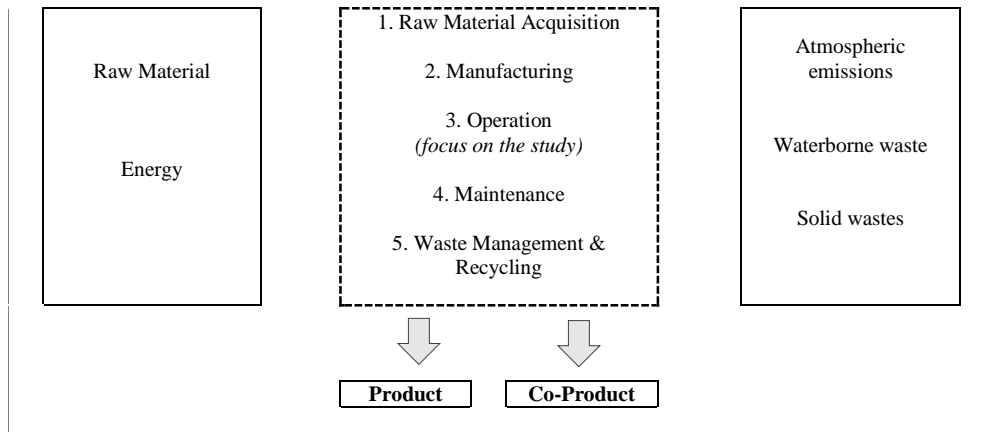 Raw Material
Energy
1. Raw Material Acquisition
2. Manufacturing
3. Operation
(focus on the study)
4. Maintenance
5. Waste Management &
Recycling
Atmospheric
emissions
Waterborne waste
Solid wastes
Product
Co-Product